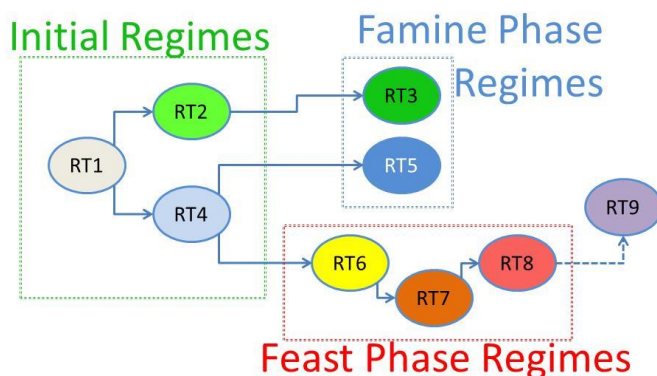 Initial Regimes
Famine Phase
Regimes
RT2
RT3
RT1
RT5
RT4
RT9
RT6
RT8
RT7
Feast Phase Regimes